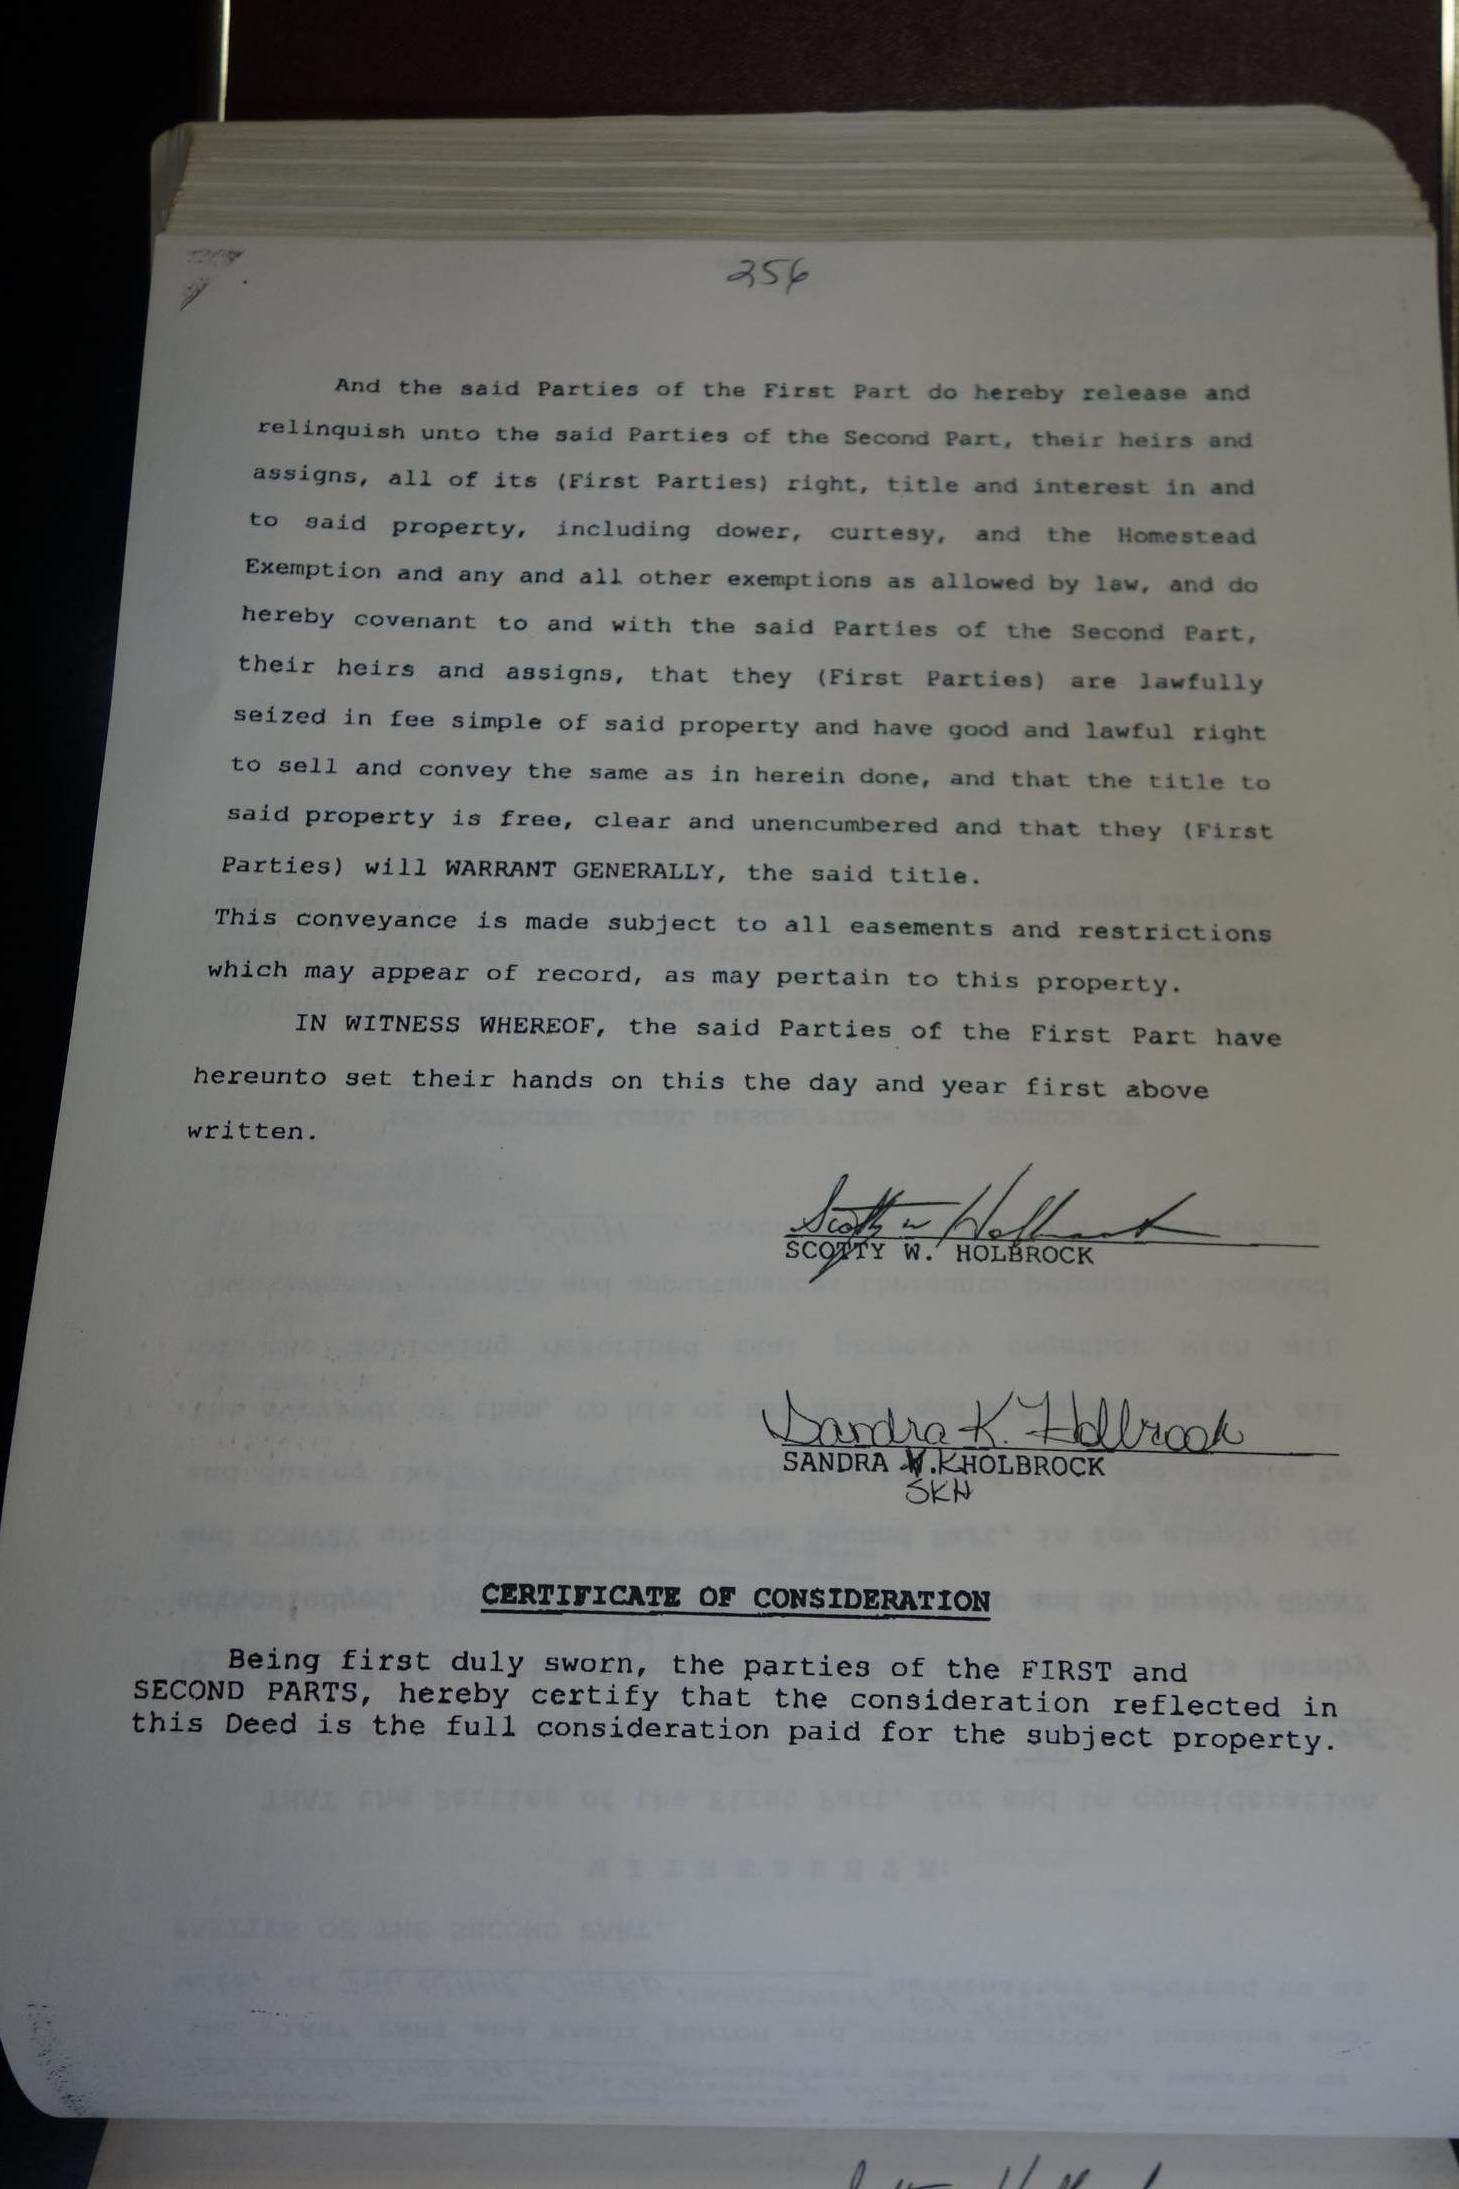 256
And the said Parties of the First Part do hereby release and
relinquish unto the said Parties of the Second Part, their heirs and
assigns, all of its (First Parties) right, title and interest in and
to said property, including dower, curtesy, and the Homestead
Exemption and any and all other exemptions as allowed by law, and do
hereby covenant to and with the said Parties of the Second Part,
their heirs and assigns, that they (First Parties) are lawfully
seized in fee simple of said property and have good and lawful right
to sell and convey the same as in herein done, and that the title to
said property is free, clear and unencumbered and that they (First
Parties) will WARRANT GENERALLY, the said title.
This conveyance is made subject to all easements and restrictions
which may appear of record, as may pertain to this property.
IN WITNESS WHEREOF, the said Parties of the First Part have
hereunto set their hands on this the day and year first above
written.
Scotty W Holbrock
SCOTTY W. HOLBROCK
Sandra K. Holbrock
SANDRA W. K HOLBROCK
SKH
CERTIFICATE OF CONSIDERATION
Being first duly sworn, the parties of the FIRST and
SECOND PARTS, hereby certify that the consideration reflected in
this Deed is the full consideration paid for the subject property.